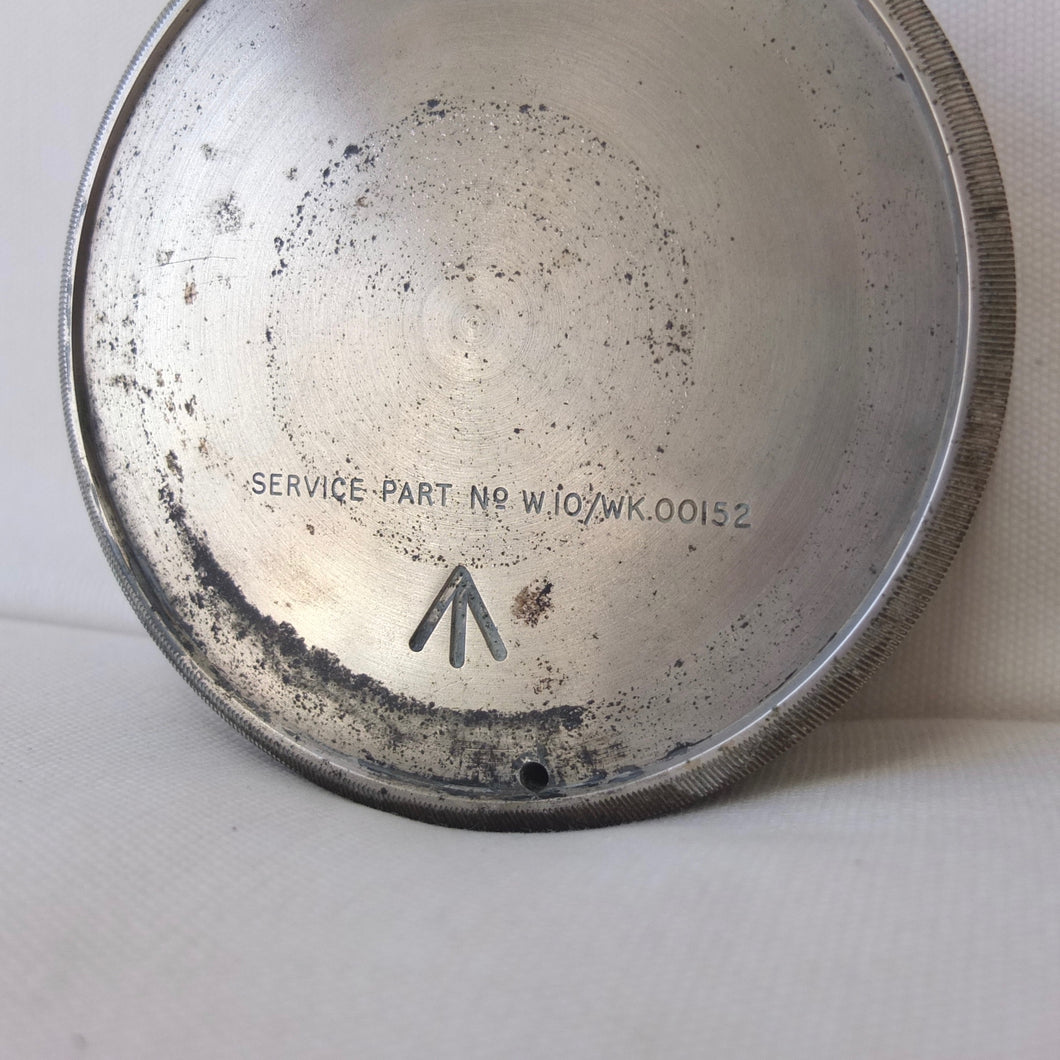 SERVICE PART Nº W.10/WK.00152